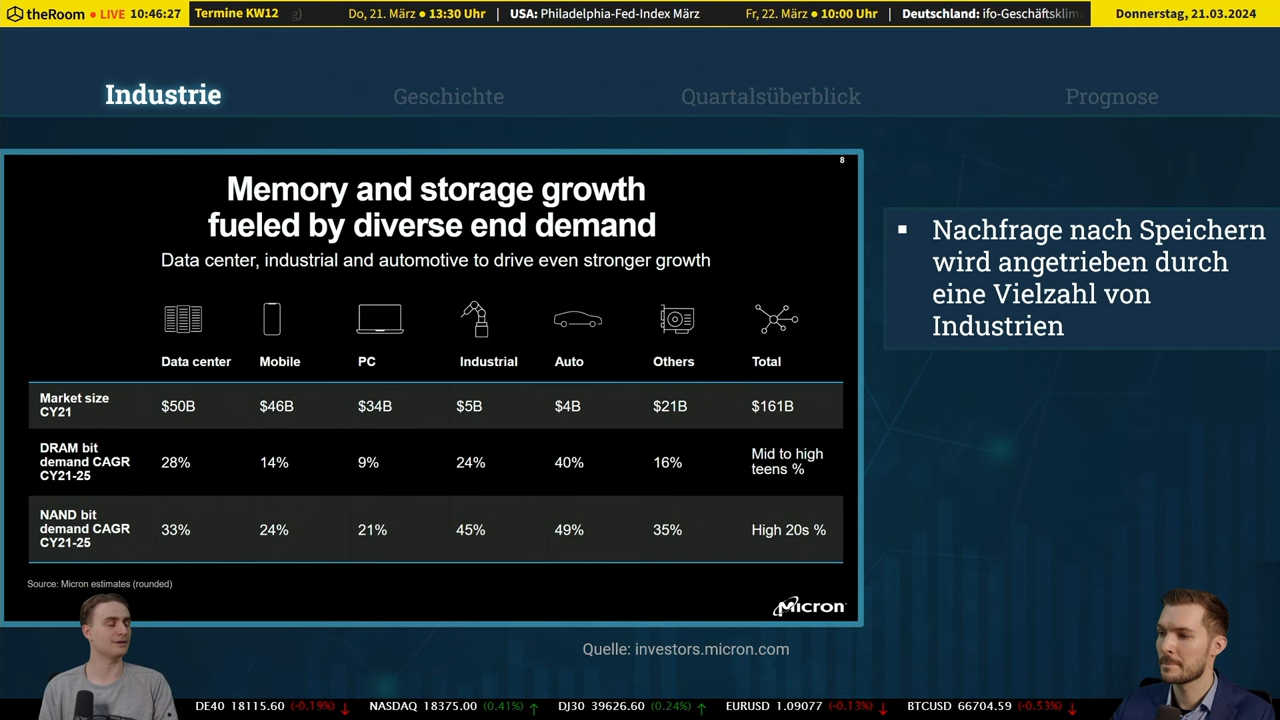 theRoom ● LIVE 10:46:27
Termine KW12
Do, 21. März ● 13:30 Uhr | USA: Philadelphia-Fed-Index März
Fr, 22. März ● 10:00 Uhr | Deutschland: ifo-Geschäftsklim
Donnerstag, 21.03.2024
Industrie Geschichte Quartalsüberblick Prognose
8
Memory and storage growth
fueled by diverse end demand
Data center, industrial and automotive to drive even stronger growth
Data center Mobile PC Industrial Auto Others Total
Market size
CY21
$50B $46B $34B $5B $4B $21B $161B
DRAM bit
demand CAGR
CY21-25
28% 14% 9% 24% 40% 16% Mid to high
teens %
NAND bit
demand CAGR
CY21-25
33% 24% 21% 45% 49% 35% High 20s %
Source: Micron estimates (rounded)
Micron
▪ Nachfrage nach Speichern
wird angetrieben durch
eine Vielzahl von
Industrien
Quelle: investors.micron.com
DE40 18115.60 (-0.19%) ↓ NASDAQ 18375.00 (0.41%) ↑ DJ30 39626.60 (0.24%) ↑ EURUSD 1.09077 (-0.13%) ↓ BTCUSD 66704.59 (-0.53%) ↓